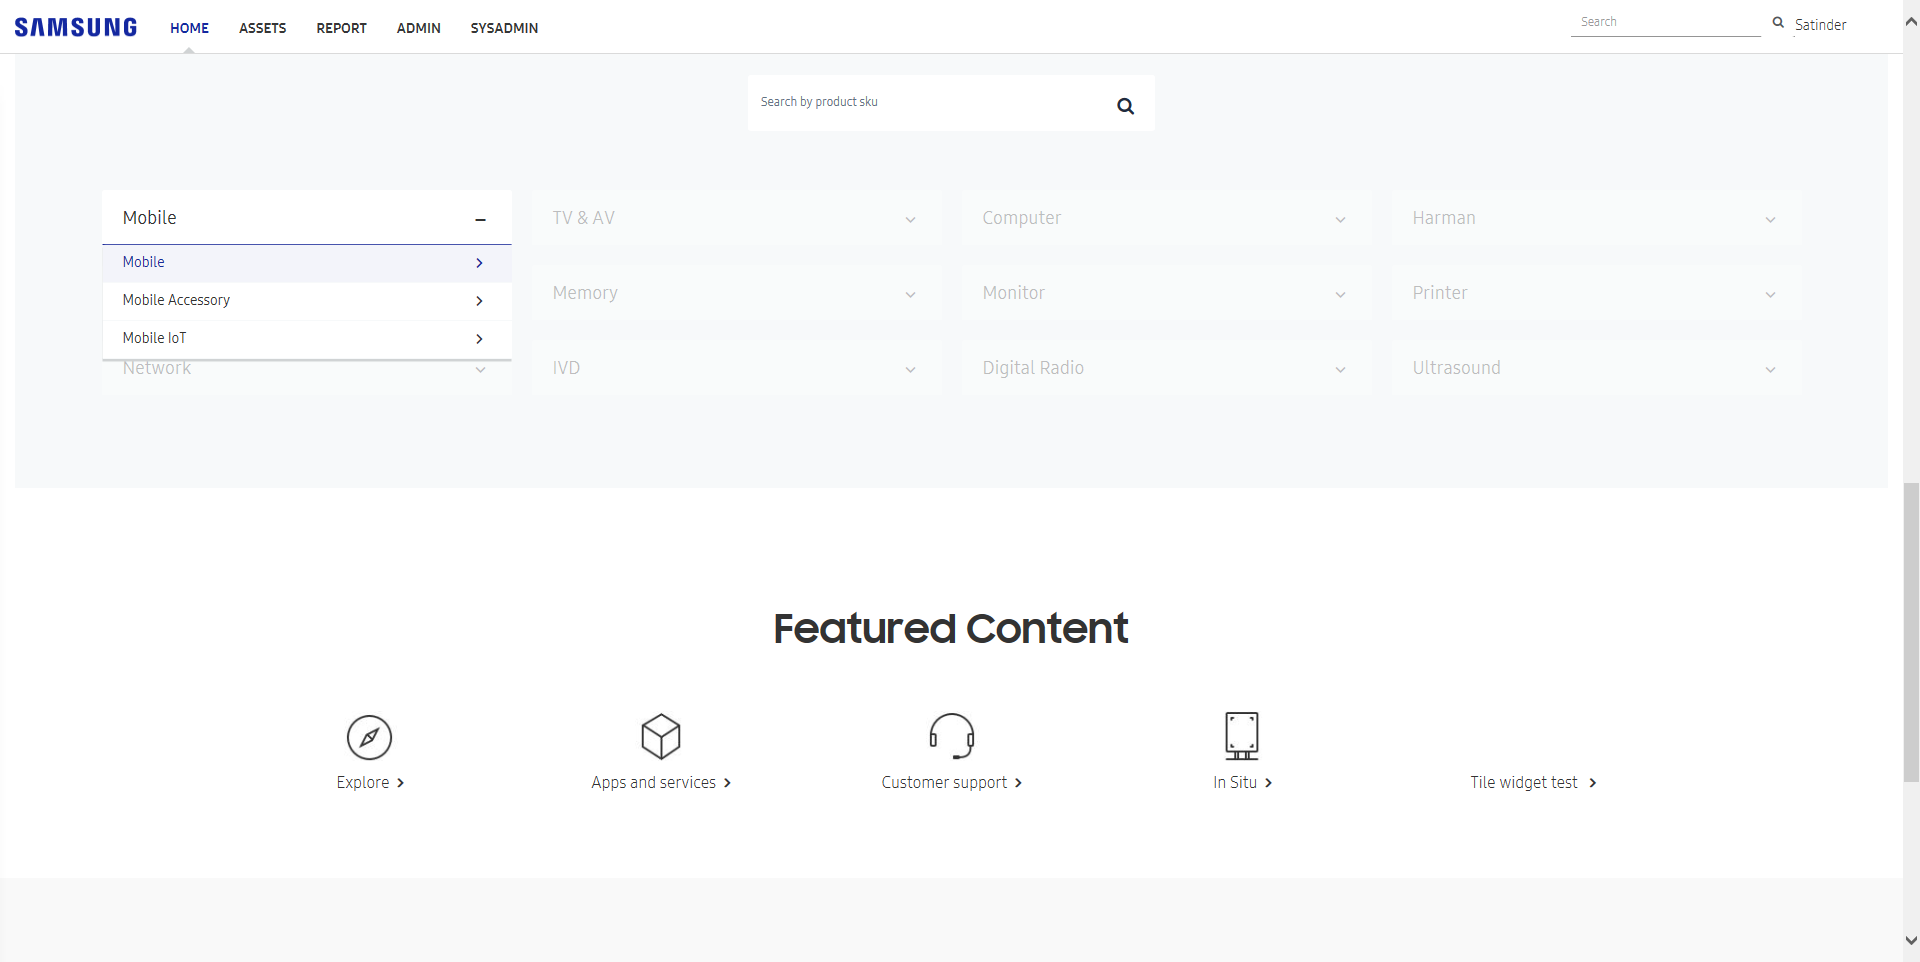 SAMSUNG HOME ASSETS REPORT ADMIN SYSADMIN Search Satinder
Search by product sku
Mobile TV & AV Computer Harman
Mobile
Mobile Accessory Memory Monitor Printer
Mobile IoT
Network IVD Digital Radio Ultrasound
Featured Content
Explore Apps and services Customer support In Situ Tile widget test